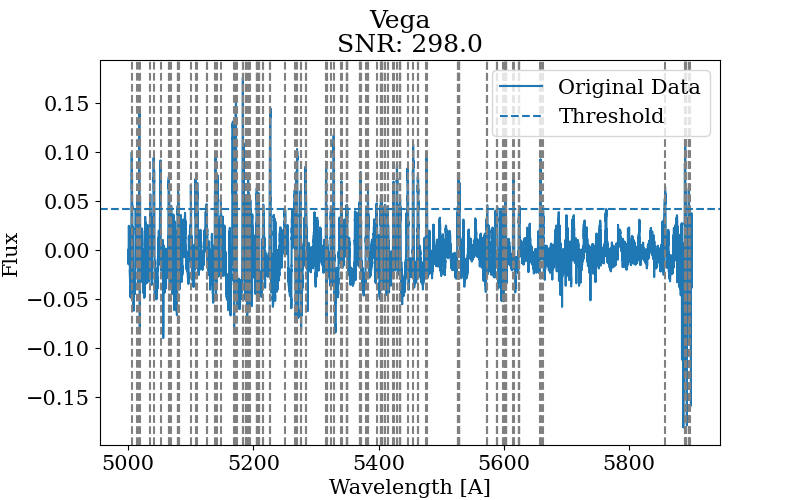 Vega
SNR: 298.0
Original Data
Threshold
0.15
0.10
0.05
0.00
−0.05
−0.10
−0.15
Flux
5000
5200
5400
5600
5800
Wavelength [A]